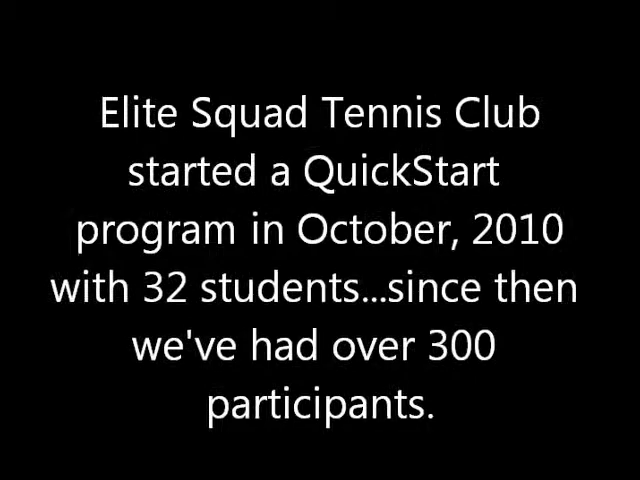 Elite Squad Tennis Club
started a QuickStart
program in October, 2010
with 32 students...since then
we've had over 300
participants.